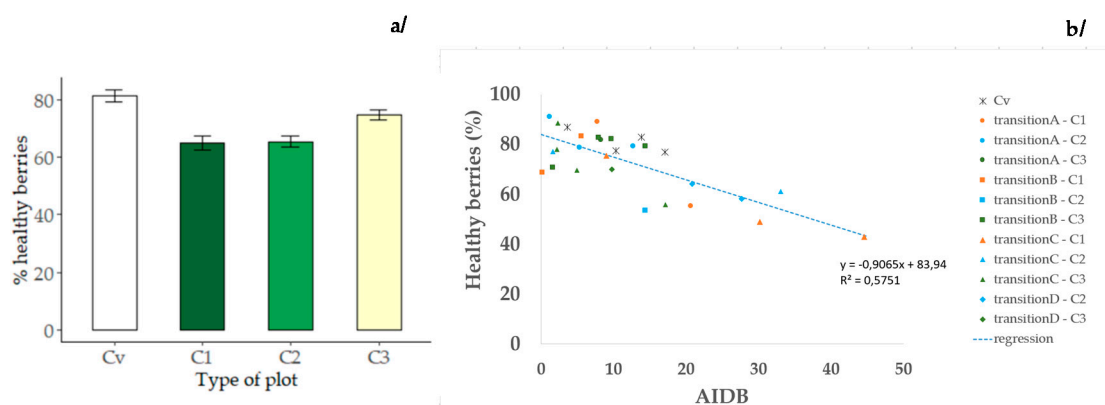 a/
% healthy berries
80
60
40
20
0
Cv
C1
C2
C3
Type of plot
b/
Healthy berries (%)
100
80
60
40
20
0
0
10
20
30
40
50
AIDB
y = -0,9065x + 83,94
R² = 0,5751
Cv
transitionA - C1
transitionA - C2
transitionA - C3
transitionB - C1
transitionB - C2
transitionB - C3
transitionC - C1
transitionC - C2
transitionC - C3
transitionD - C2
transitionD - C3
regression